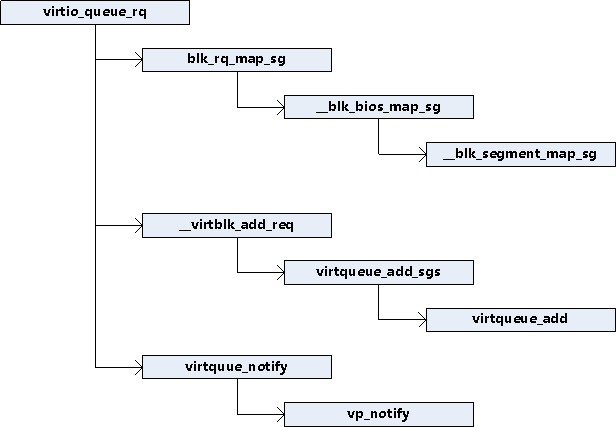 virtio_queue_rq
blk_rq_map_sg
__blk_bios_map_sg
__blk_segment_map_sg
__virtblk_add_req
virtqueue_add_sgs
virtqueue_add
virtquue_notify
vp_notify